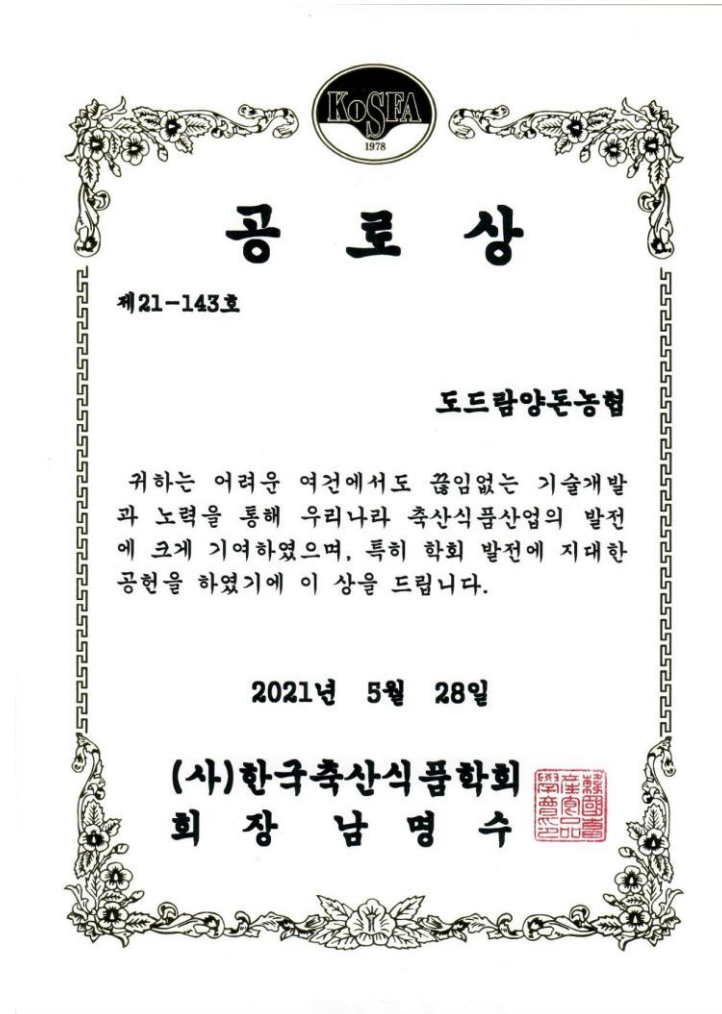 KoSFA
1978
공 로 상
제21-143호
도드람양돈농협
귀하는 어려운 여건에서도 끊임없는 기술개발
과 노력을 통해 우리나라 축산식품산업의 발전
에 크게 기여하였으며, 특히 학회 발전에 지대한
공헌을 하였기에 이 상을 드립니다.
2021년 5월 28일
(사)한국축산식품학회
회 장 남 명 수